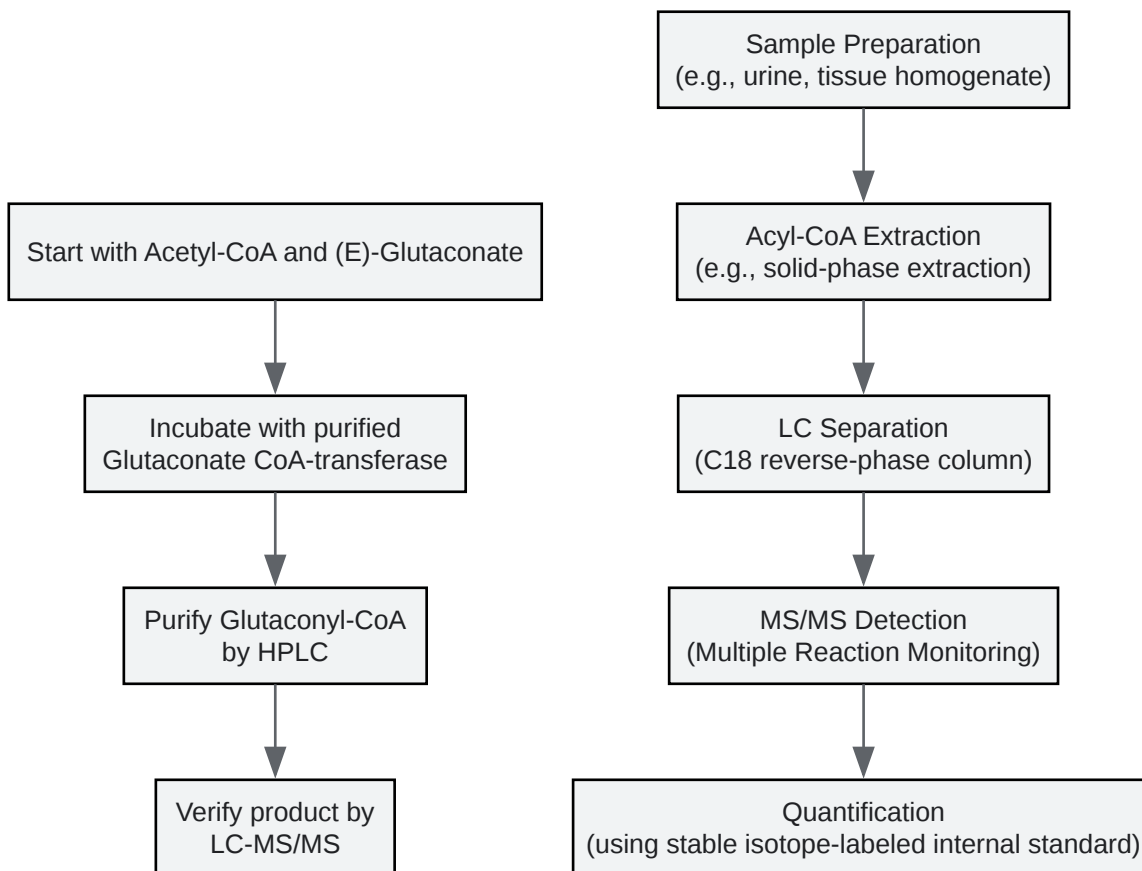 Start with Acetyl-CoA and (E)-Glutaconate
Incubate with purified
Glutaconate CoA-transferase
Purify Glutaconyl-CoA
by HPLC
Verify product by
LC-MS/MS
Sample Preparation
(e.g., urine, tissue homogenate)
Acyl-CoA Extraction
(e.g., solid-phase extraction)
LC Separation
(C18 reverse-phase column)
MS/MS Detection
(Multiple Reaction Monitoring)
Quantification
(using stable isotope-labeled internal standard)